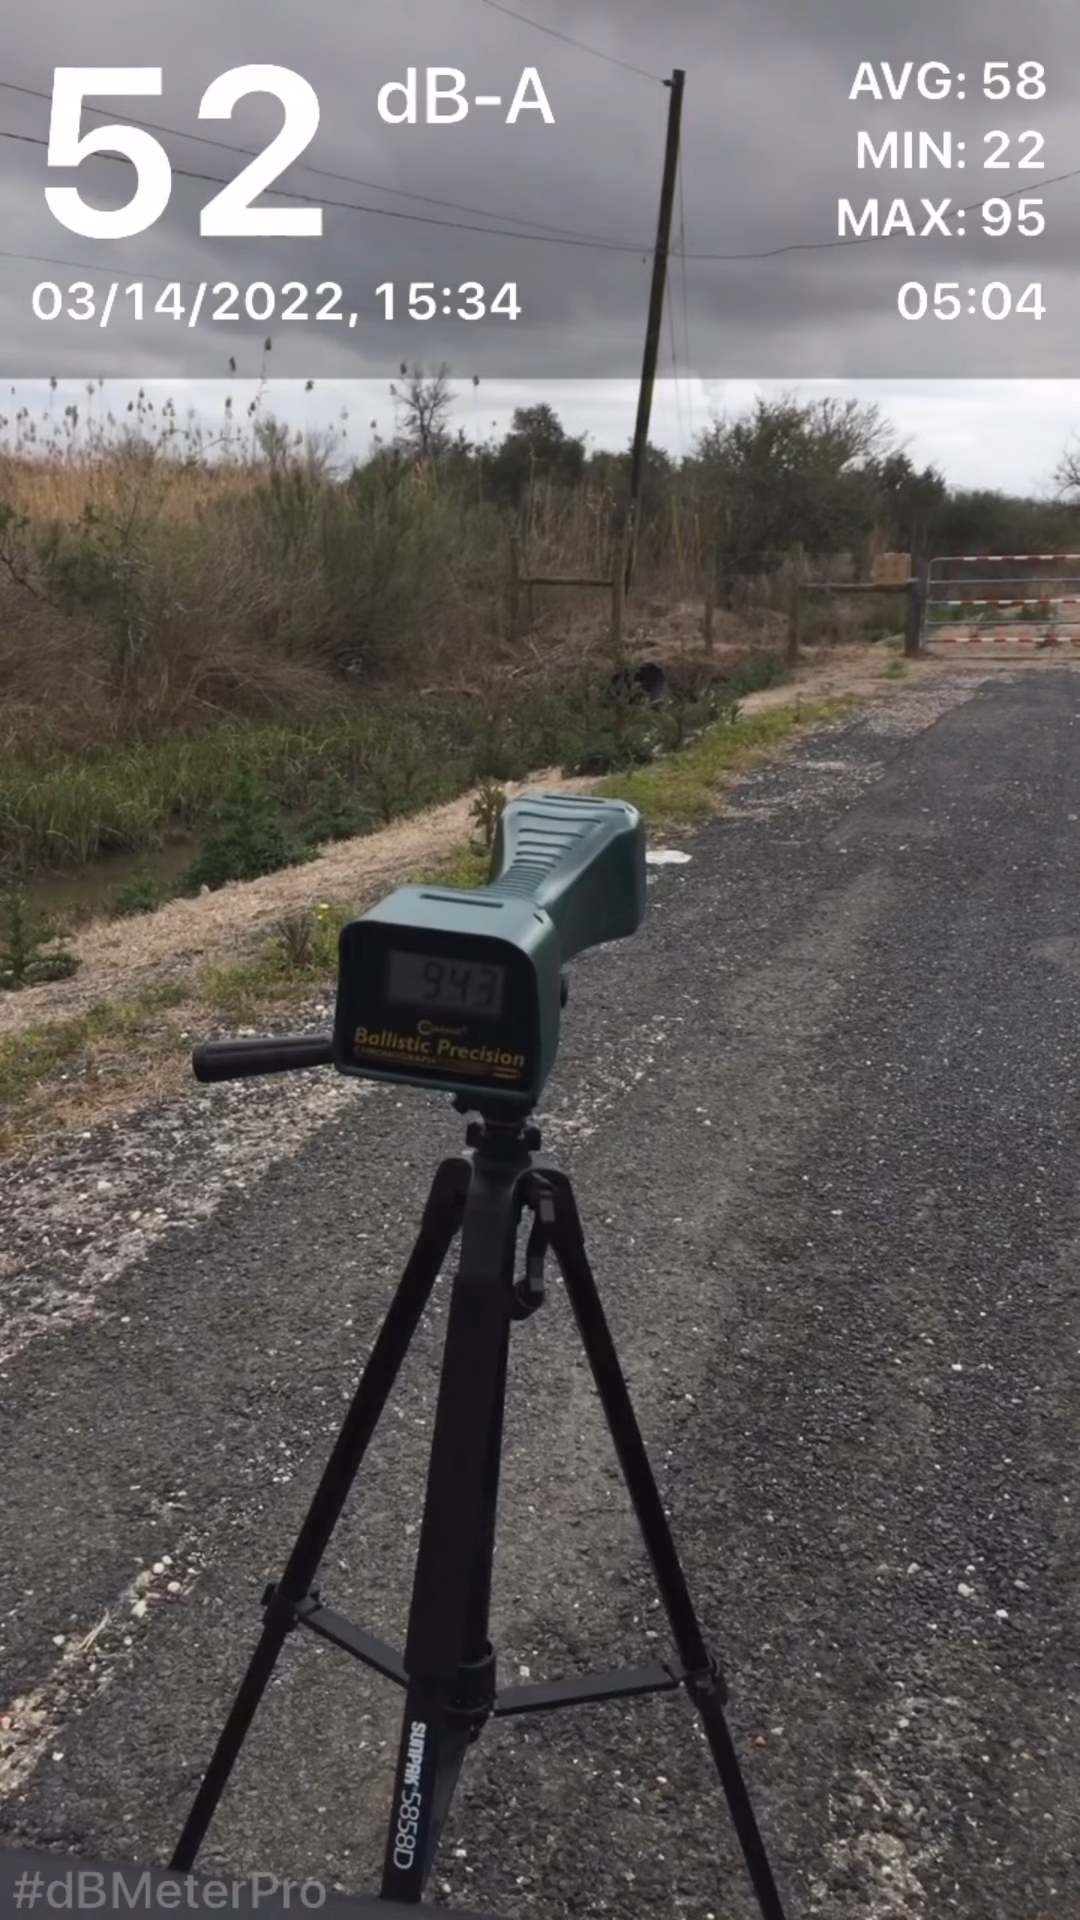 52 dB-A
AVG: 58
MIN: 22
MAX: 95
03/14/2022, 15:34
05:04
943
Ballistic Precision
CHRONOGRAPH
SUNPAK 5858D
#dBMeterPro